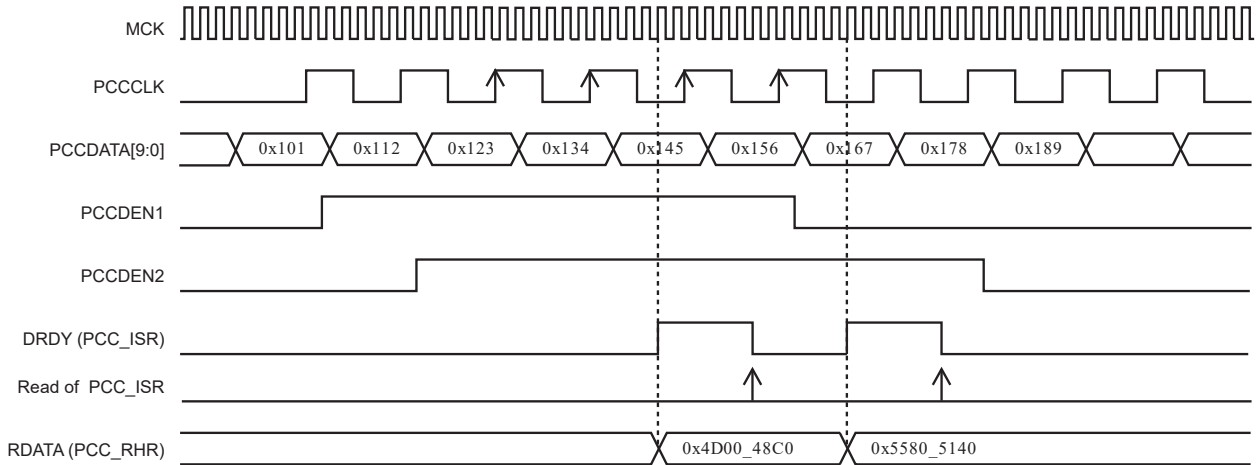 MCK
PCCCLK
PCCDATA[9:0] 0x101 0x112 0x123 0x134 0x145 0x156 0x167 0x178 0x189
PCCDEN1
PCCDEN2
DRDY (PCC_ISR)
Read of PCC_ISR
RDATA (PCC_RHR) 0x4D00_48C0 0x5580_5140